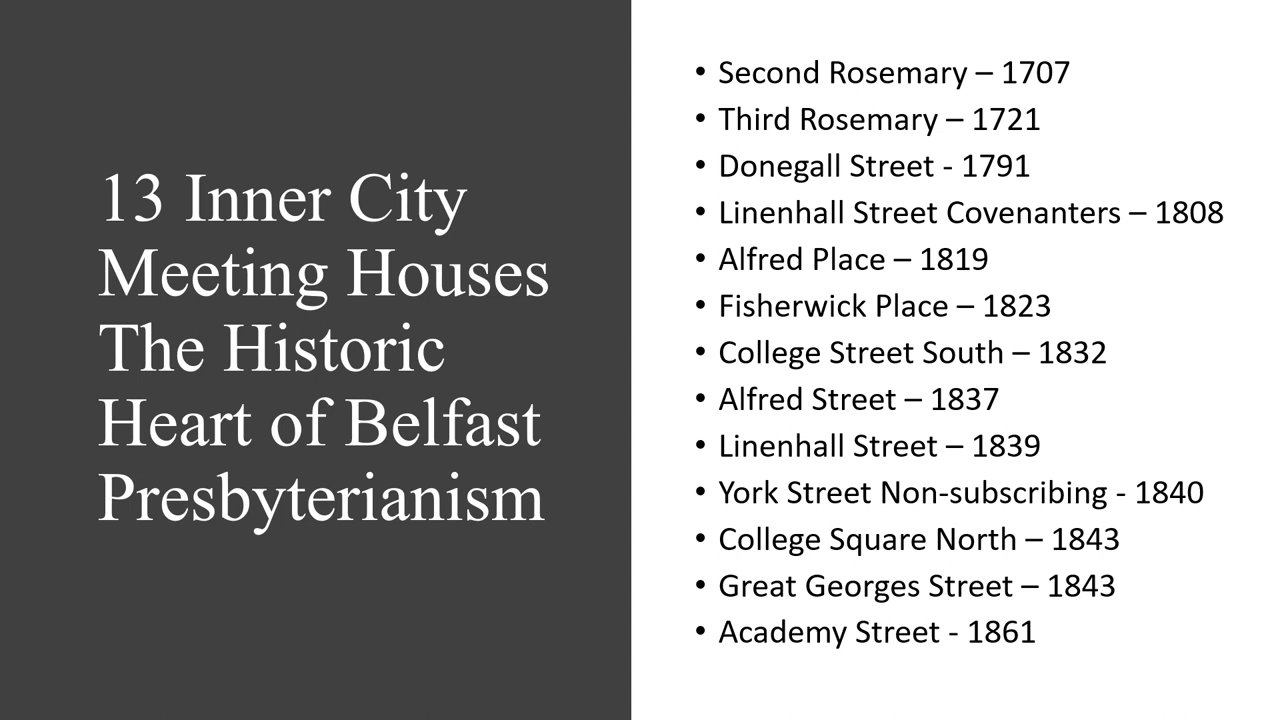 13 Inner City
Meeting Houses
The Historic
Heart of Belfast
Presbyterianism
• Second Rosemary – 1707
• Third Rosemary – 1721
• Donegall Street - 1791
• Linenhall Street Covenanters – 1808
• Alfred Place – 1819
• Fisherwick Place – 1823
• College Street South – 1832
• Alfred Street – 1837
• Linenhall Street – 1839
• York Street Non-subscribing - 1840
• College Square North – 1843
• Great Georges Street – 1843
• Academy Street - 1861